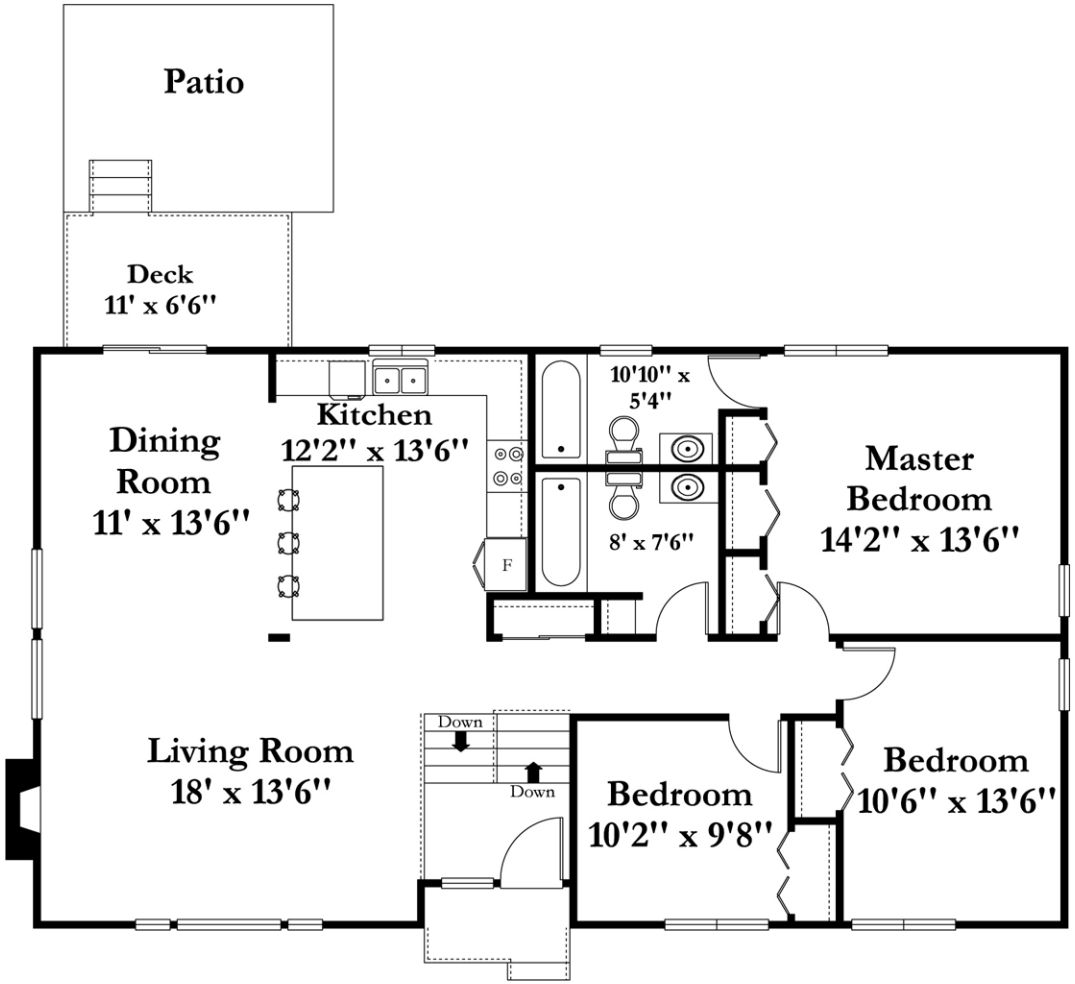 Patio
Deck
11' x 6'6"
Kitchen
12'2" x 13'6"
10'10" x
5'4"
Dining
Room
11' x 13'6"
Master
Bedroom
14'2" x 13'6"
8' x 7'6"
F
Down
Down
Living Room
18' x 13'6"
Bedroom
10'2" x 9'8"
Bedroom
10'6" x 13'6"